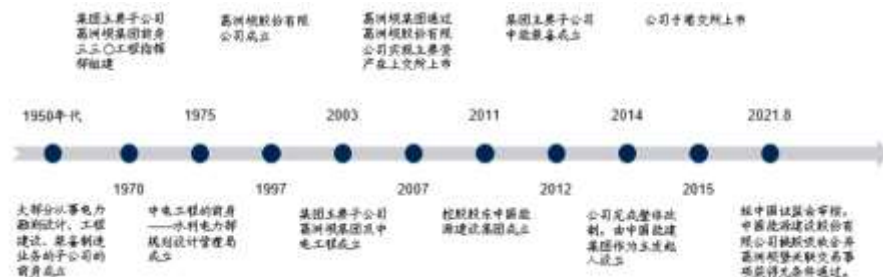 集团主要子公司
葛洲坝集团前身
三三〇工程指挥
部组建
葛洲坝股份有限
公司成立
葛洲坝集团通过
葛洲坝股份有限
公司实现主要资
产在上交所上市
集团主要子公司
中能装备成立
公司于港交所上市
1950年代
1975
2003
2011
2014
2021.8
1970
1997
2007
2012
2015
大部分从事电力
勘测设计、工程
建设、装备制造
业务的子公司的
前身成立
中电工程的前身
——水利电力部
规划设计管理局
成立
集团主要子公司
葛洲坝集团及中
电工程成立
控股股东中国能
源建设集团成立
公司完成整体改
制,由中国能建
集团作为主发起
人设立
经中国证监会审核,
中国能源建设股份有
限公司换股吸收合并
葛洲坝暨关联交易事
项获得无条件通过。